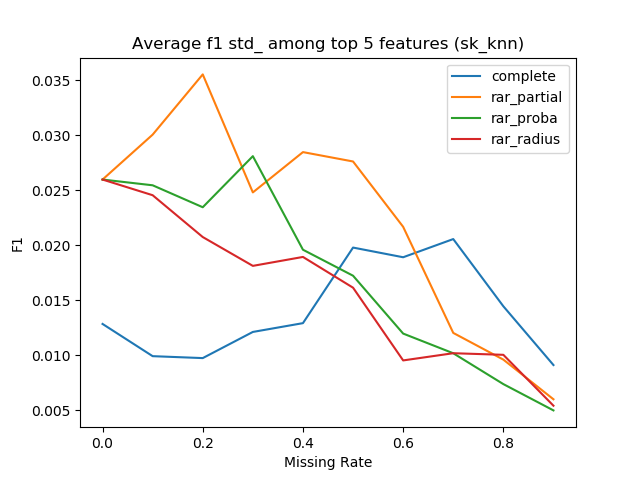 Average f1 std_ among top 5 features (sk_knn)
complete
rar_partial
rar_proba
rar_radius
F1
0.035
0.030
0.025
0.020
0.015
0.010
0.005
0.0 0.2 0.4 0.6 0.8
Missing Rate